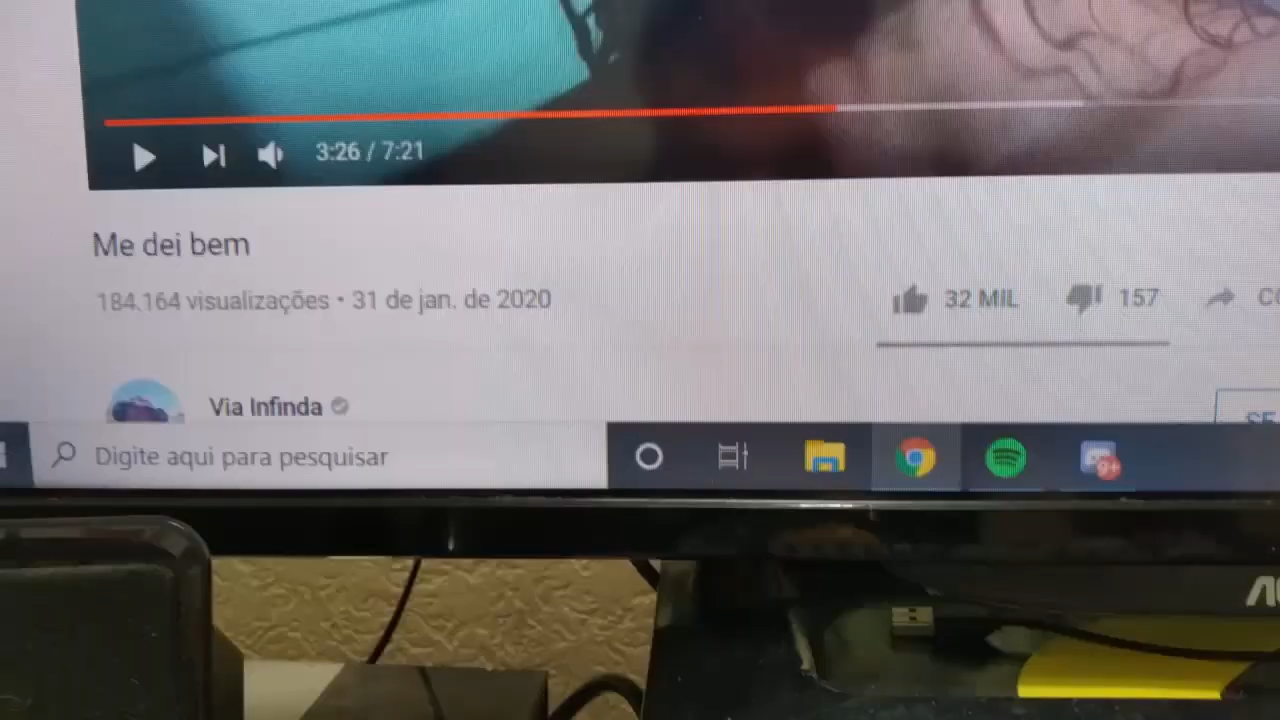 3:26 / 7:21
Me dei bem
184.164 visualizações • 31 de jan. de 2020
32 MIL
157
Via Infinda
Digite aqui para pesquisar
9+